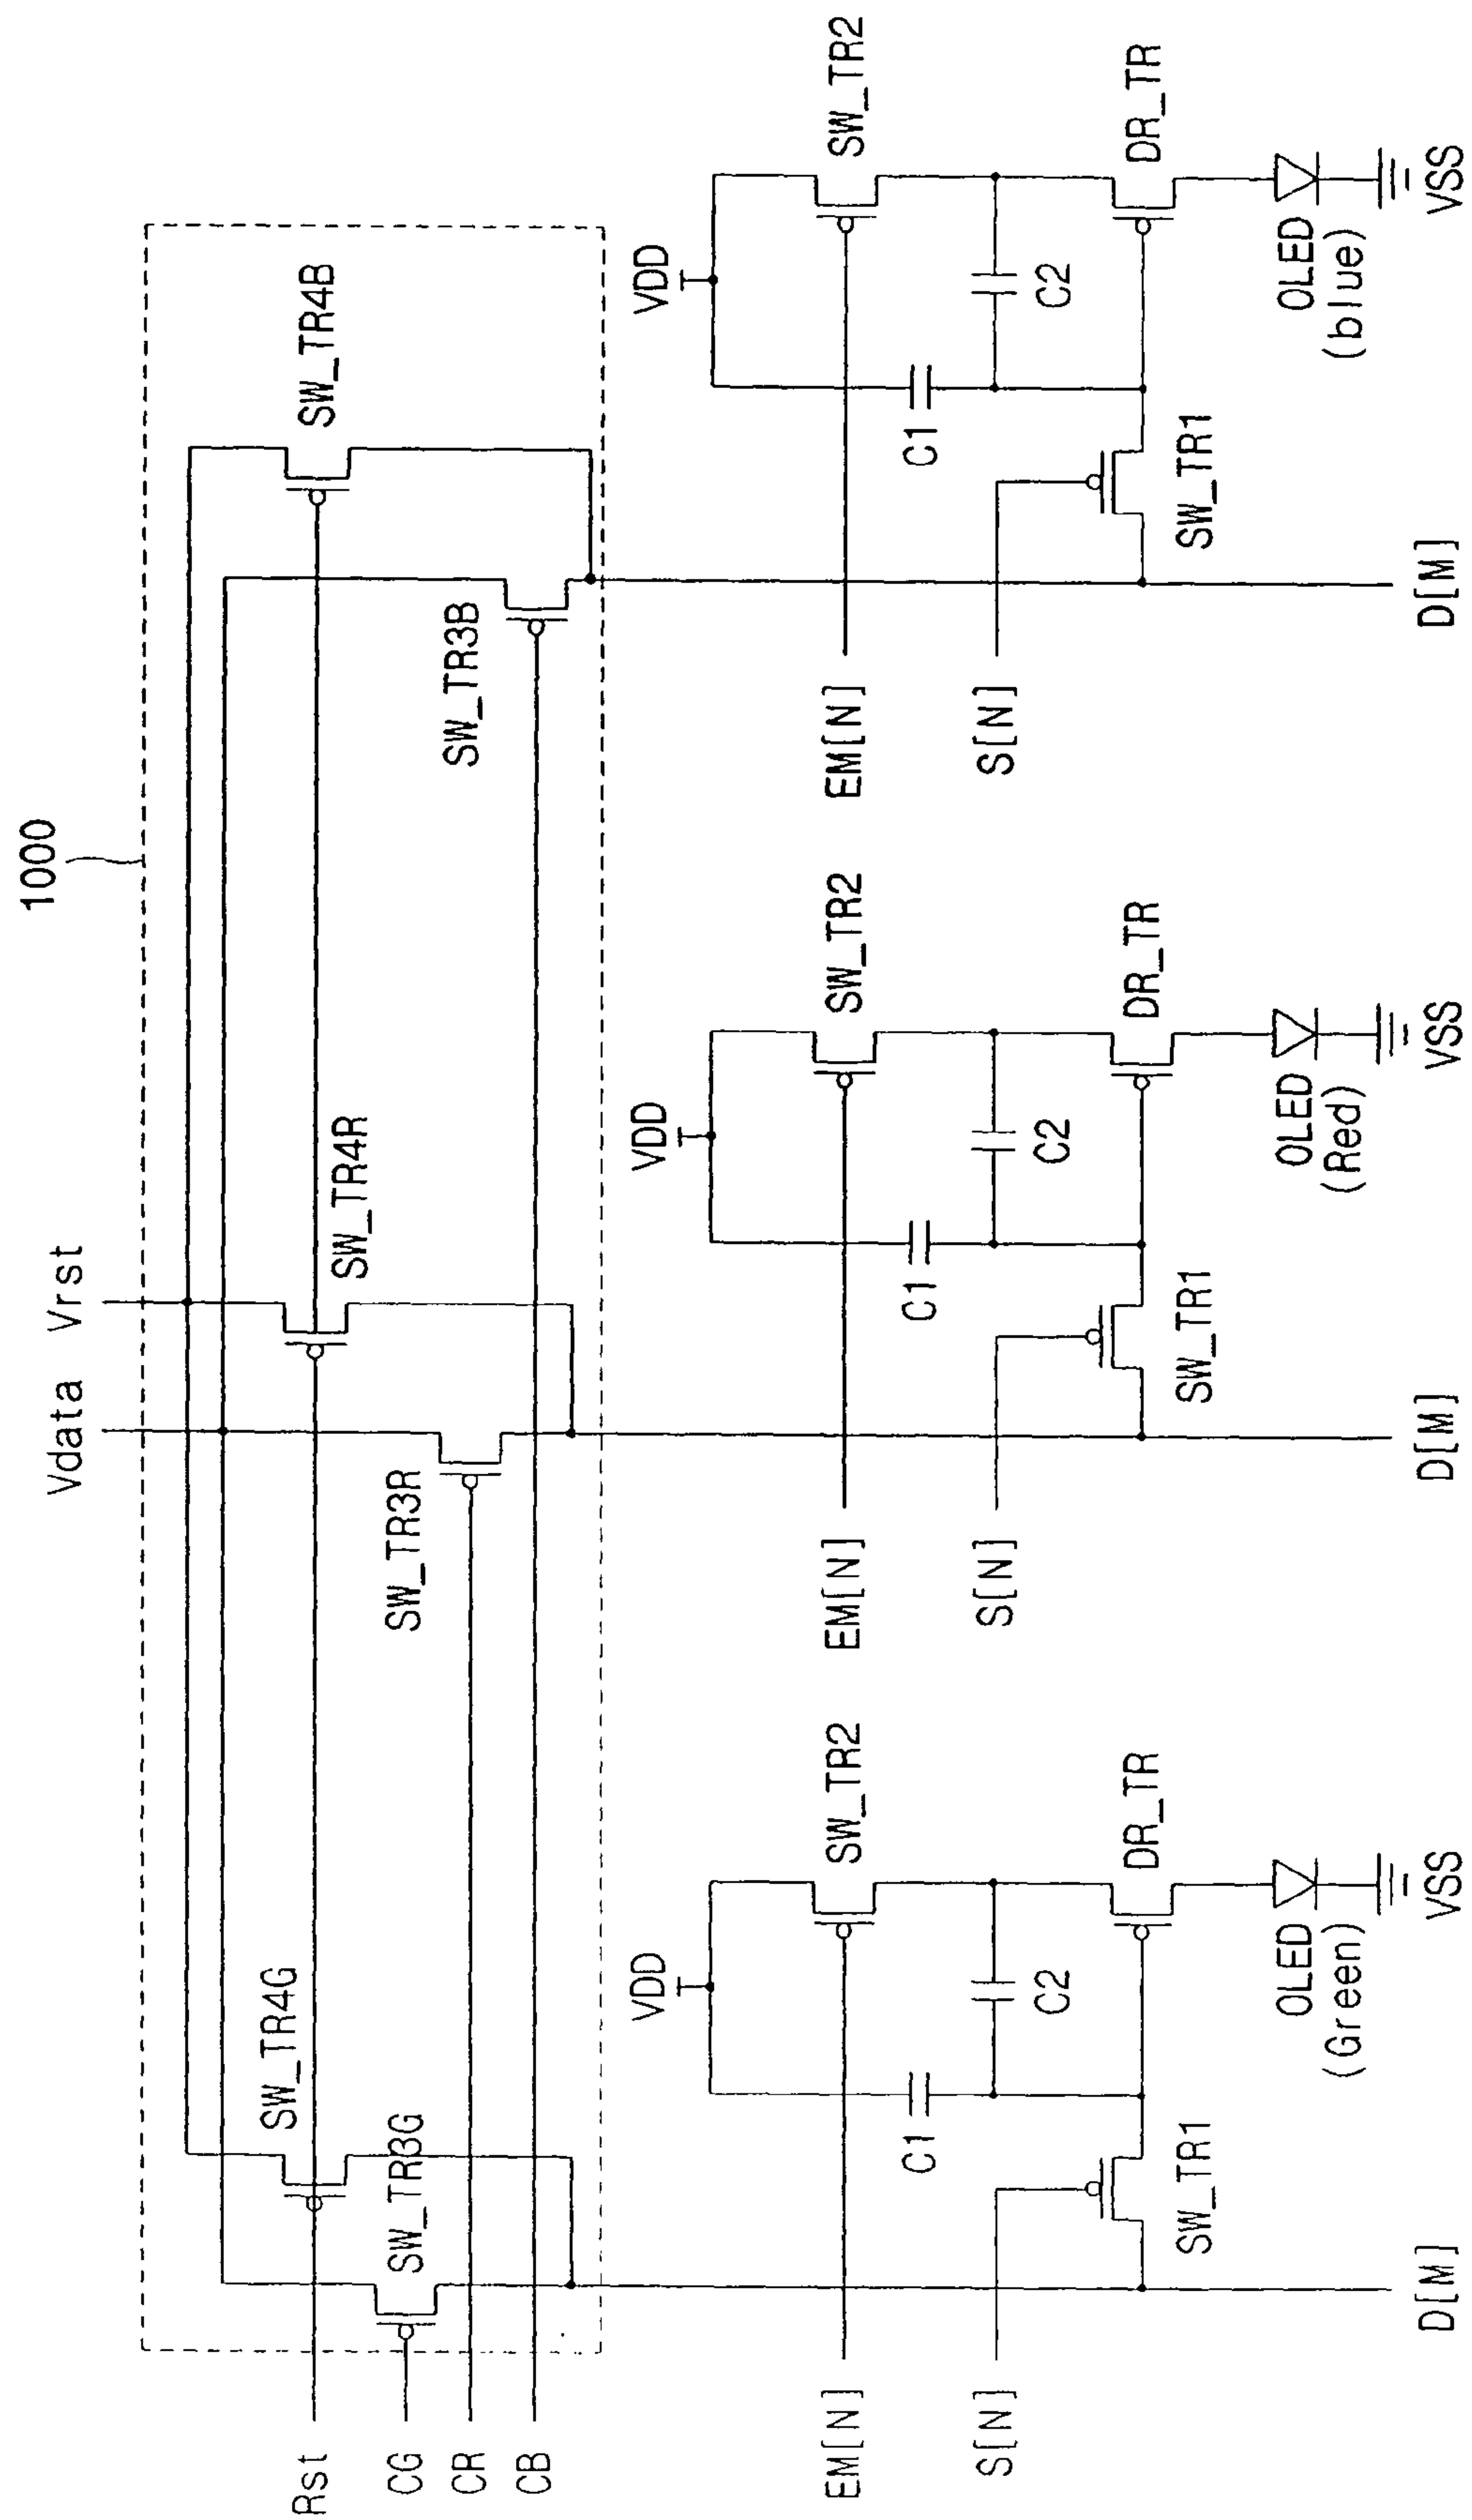 1000
Vdata
Vrst
Rst
CG
CR
CB
SW_TR4G
SW_TR3G
SW_TR4R
SW_TR3R
SW_TR4B
SW_TR3B
VDD
SW_TR2
EM[N]
C1
C2
S[N]
SW_TR1
DR_TR
OLED
(Green)
VSS
D[M]
VDD
SW_TR2
EM[N]
C1
C2
S[N]
SW_TR1
DR_TR
OLED
(Red)
VSS
D[M]
VDD
SW_TR2
EM[N]
C1
C2
S[N]
SW_TR1
DR_TR
OLED
(blue)
VSS
D[M]